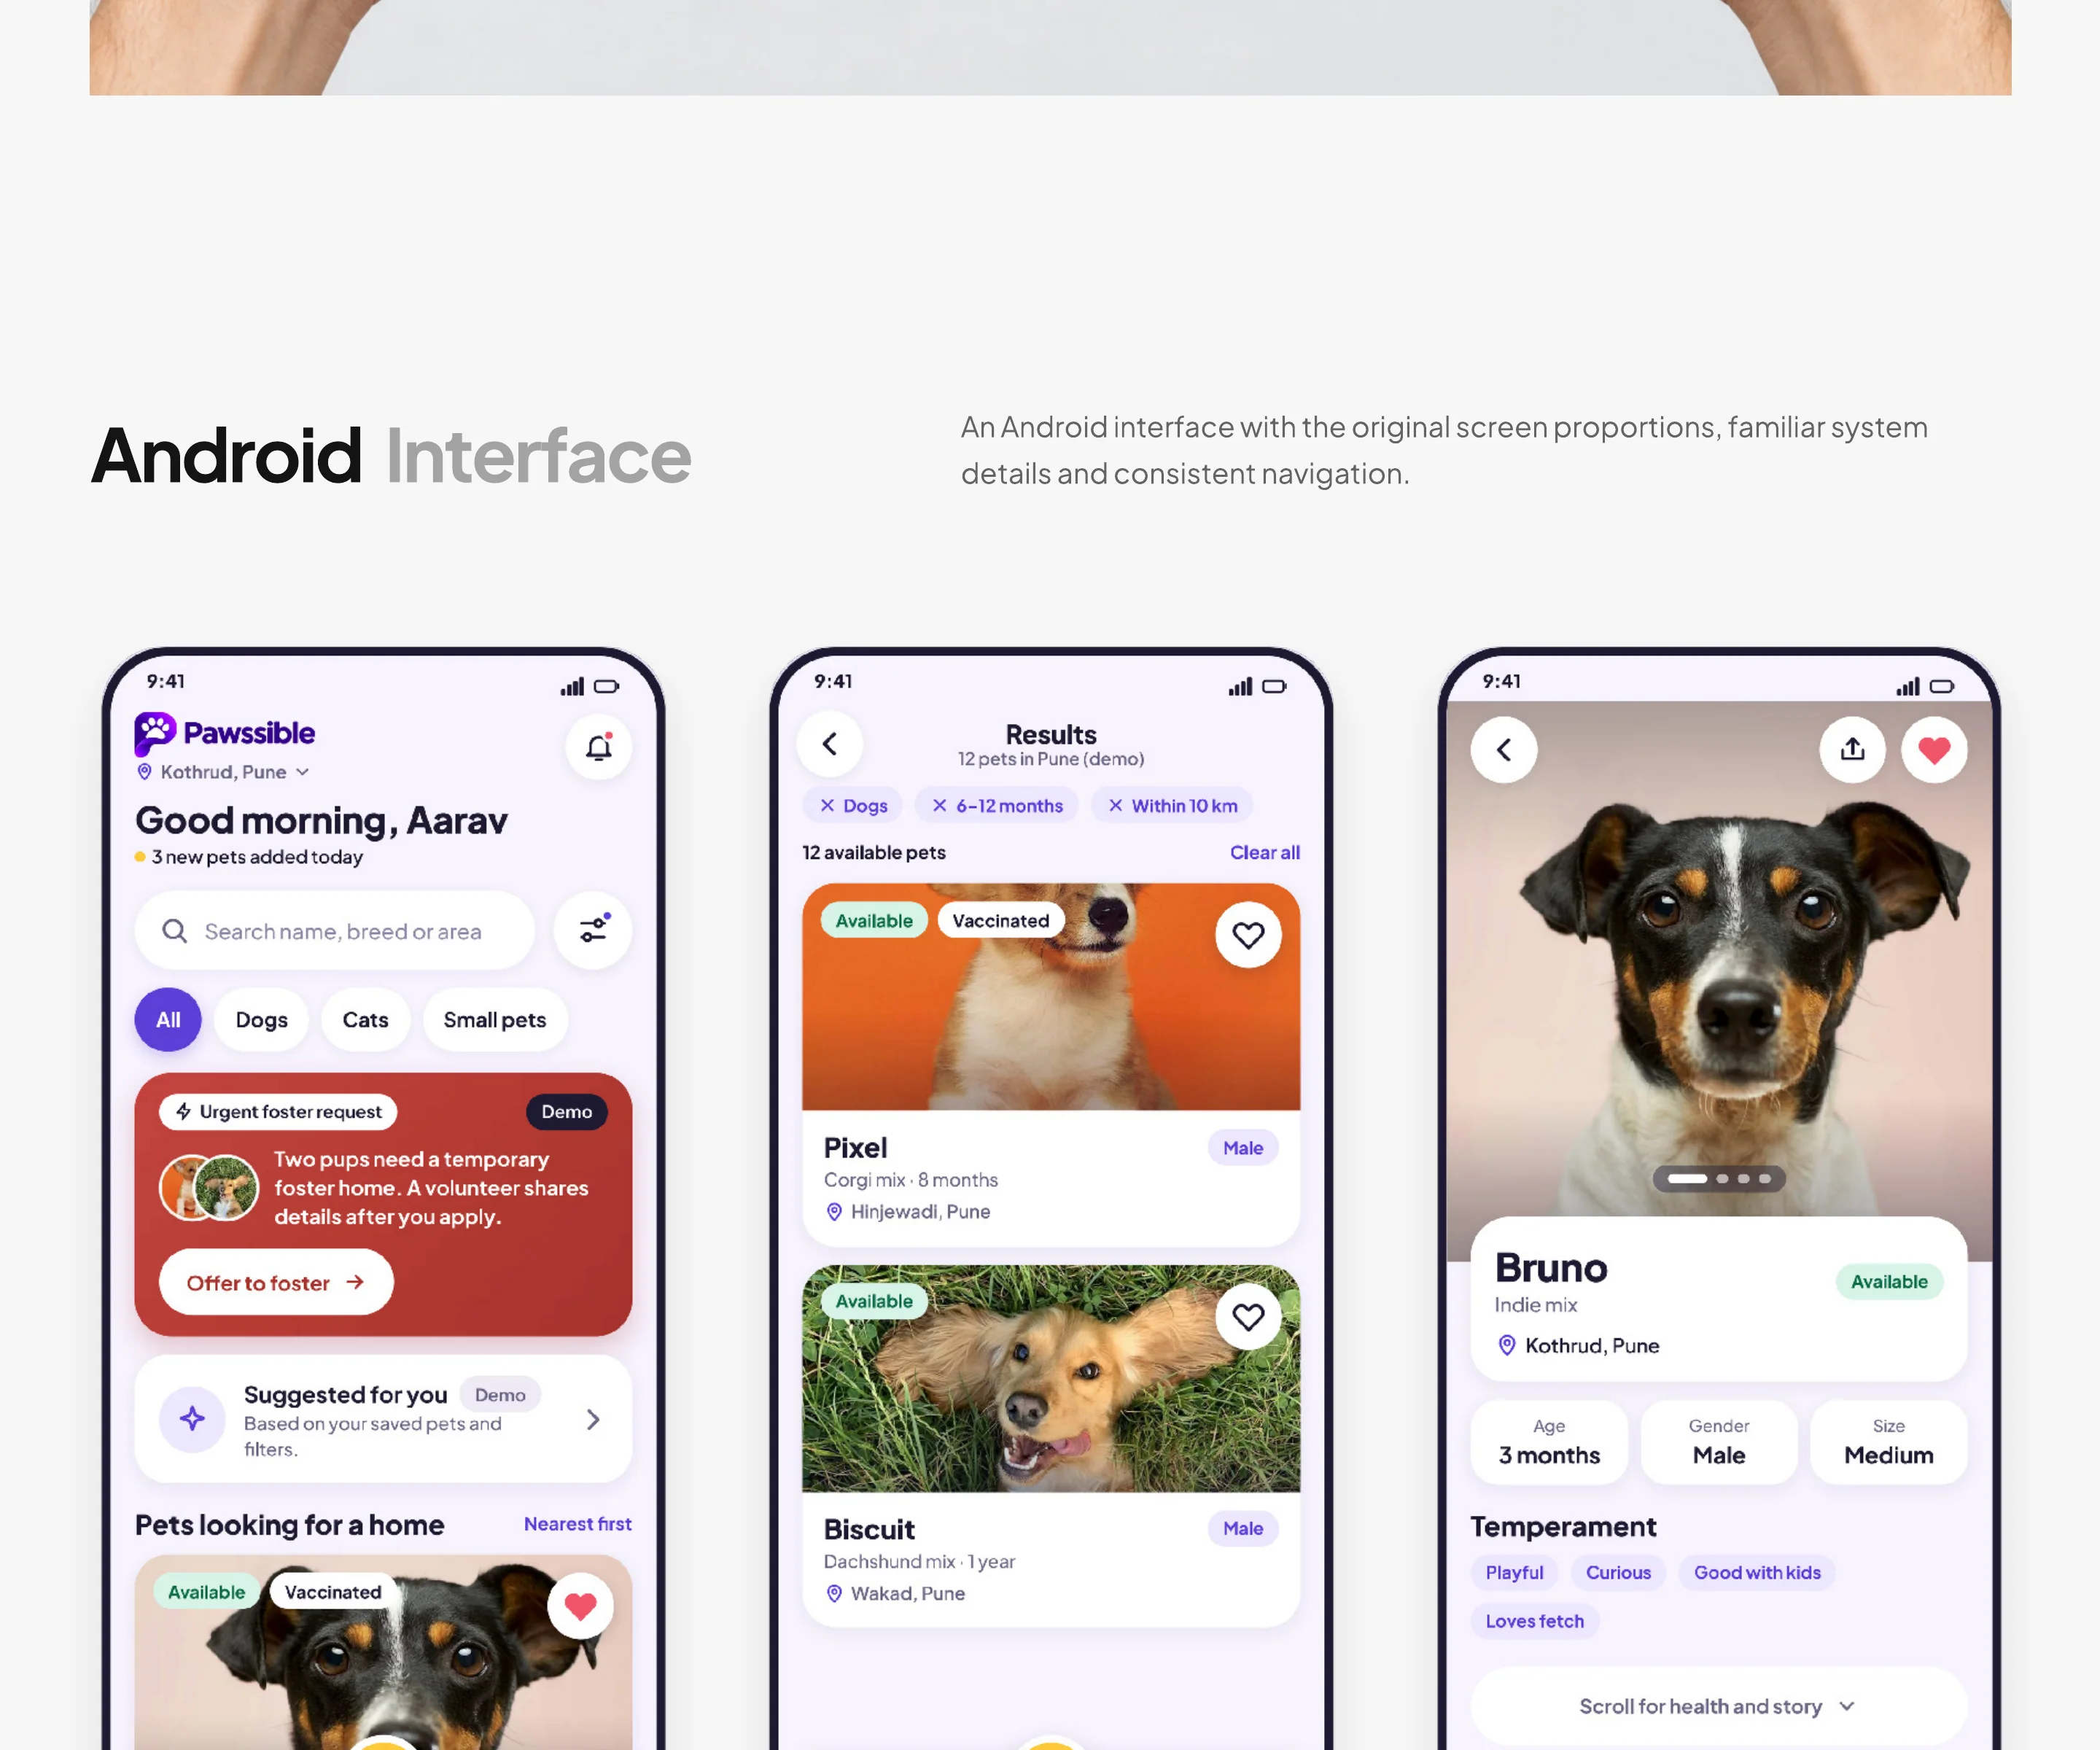 Android Interface
An Android interface with the original screen proportions, familiar system
details and consistent navigation.
9:41
Pawssible
Kothrud, Pune
Good morning, Aarav
3 new pets added today
Search name, breed or area
All
Dogs
Cats
Small pets
Urgent foster request
Demo
Two pups need a temporary
foster home. A volunteer shares
details after you apply.
Offer to foster
Suggested for you
Demo
Based on your saved pets and
filters.
Pets looking for a home
Nearest first
Available
Vaccinated
9:41
Results
12 pets in Pune (demo)
Dogs
6–12 months
Within 10 km
12 available pets
Clear all
Available
Vaccinated
Pixel
Male
Corgi mix · 8 months
Hinjewadi, Pune
Available
Biscuit
Male
Dachshund mix · 1 year
Wakad, Pune
9:41
Bruno
Available
Indie mix
Kothrud, Pune
Age
3 months
Gender
Male
Size
Medium
Temperament
Playful
Curious
Good with kids
Loves fetch
Scroll for health and story